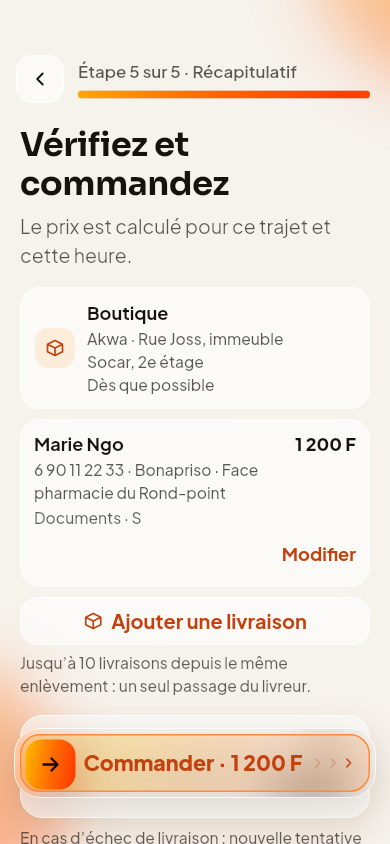 Étape 5 sur 5 · Récapitulatif
Vérifiez et
commandez
Le prix est calculé pour ce trajet et
cette heure.
Boutique
Akwa · Rue Joss, immeuble
Socar, 2e étage
Dès que possible
Marie Ngo 1 200 F
6 90 11 22 33 · Bonapriso · Face
pharmacie du Rond-point
Documents · S
Modifier
Ajouter une livraison
Jusqu’à 10 livraisons depuis le même
enlèvement : un seul passage du livreur.
Commander · 1 200 F
En cas d’échec de livraison : nouvelle tentative